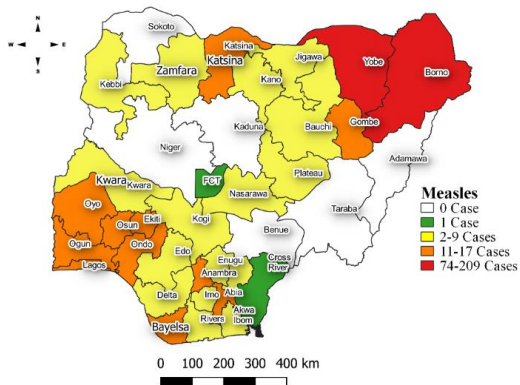 N
W E
S
Sokoto
Katsina
Katsina
Zamfara
Jigawa
Yobe
Borno
Kebbi
Kano
Gombe
Bauchi
Kaduna
Niger
Adamawa
FCT
Plateau
Kwara
Kwara
Nasarawa
Taraba
Oyo
Kogi
Benue
Osun
Ekiti
Ogun
Ondo
Edo
Enugu
Cross
River
Lagos
Anambra
Delta
Imo
Abia
Akwa
Ibom
Rivers
Bayelsa
Measles
0 Case
1 Case
2-9 Cases
11-17 Cases
74-209 Cases
0 100 200 300 400 km